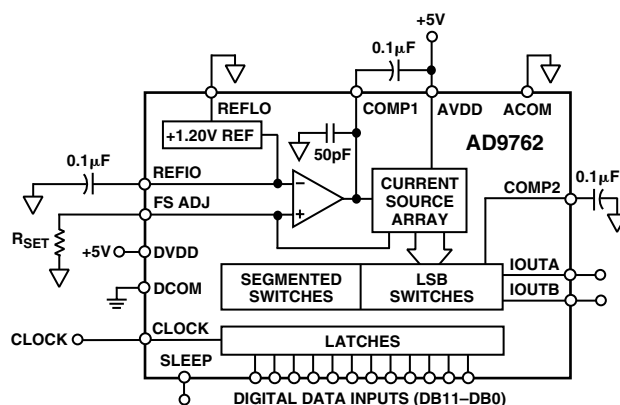 +5V
0.1µF
REFLO
COMP1
AVDD
ACOM
+1.20V REF
AD9762
50pF
0.1µF
REFIO
–
COMP2
0.1µF
CURRENT
SOURCE
ARRAY
FS ADJ
+
RSET
+5V
DVDD
SEGMENTED
SWITCHES
LSB
SWITCHES
IOUTA
IOUTB
DCOM
CLOCK
CLOCK
LATCHES
SLEEP
DIGITAL DATA INPUTS (DB11–DB0)